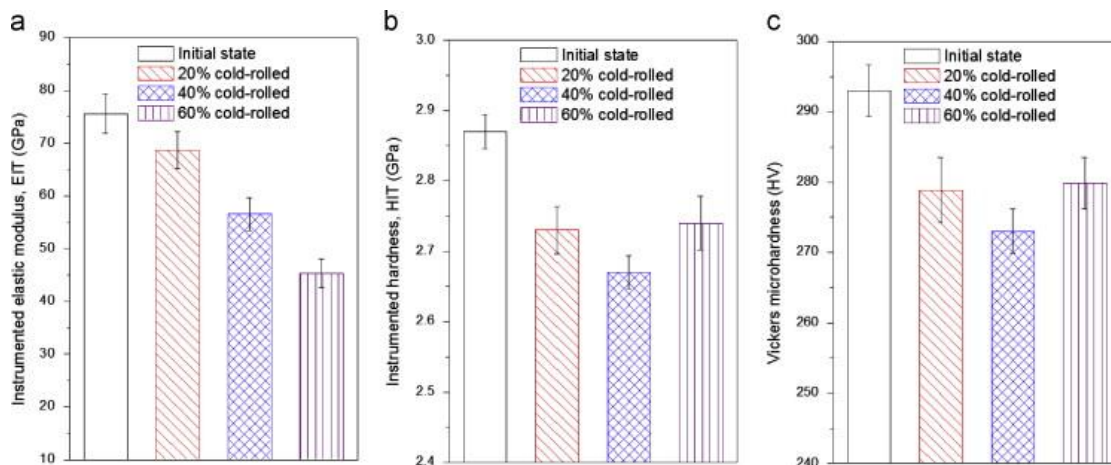 a
Instrumented elastic modulus, EIT (GPa)
90
80
70
60
50
40
30
20
10
Initial state
20% cold-rolled
40% cold-rolled
60% cold-rolled
b
Instrumented hardness, HIT (GPa)
3.0
2.9
2.8
2.7
2.6
2.5
2.4
Initial state
20% cold-rolled
40% cold-rolled
60% cold-rolled
c
Vickers microhardness (HV)
300
290
280
270
260
250
240
Initial state
20% cold-rolled
40% cold-rolled
60% cold-rolled